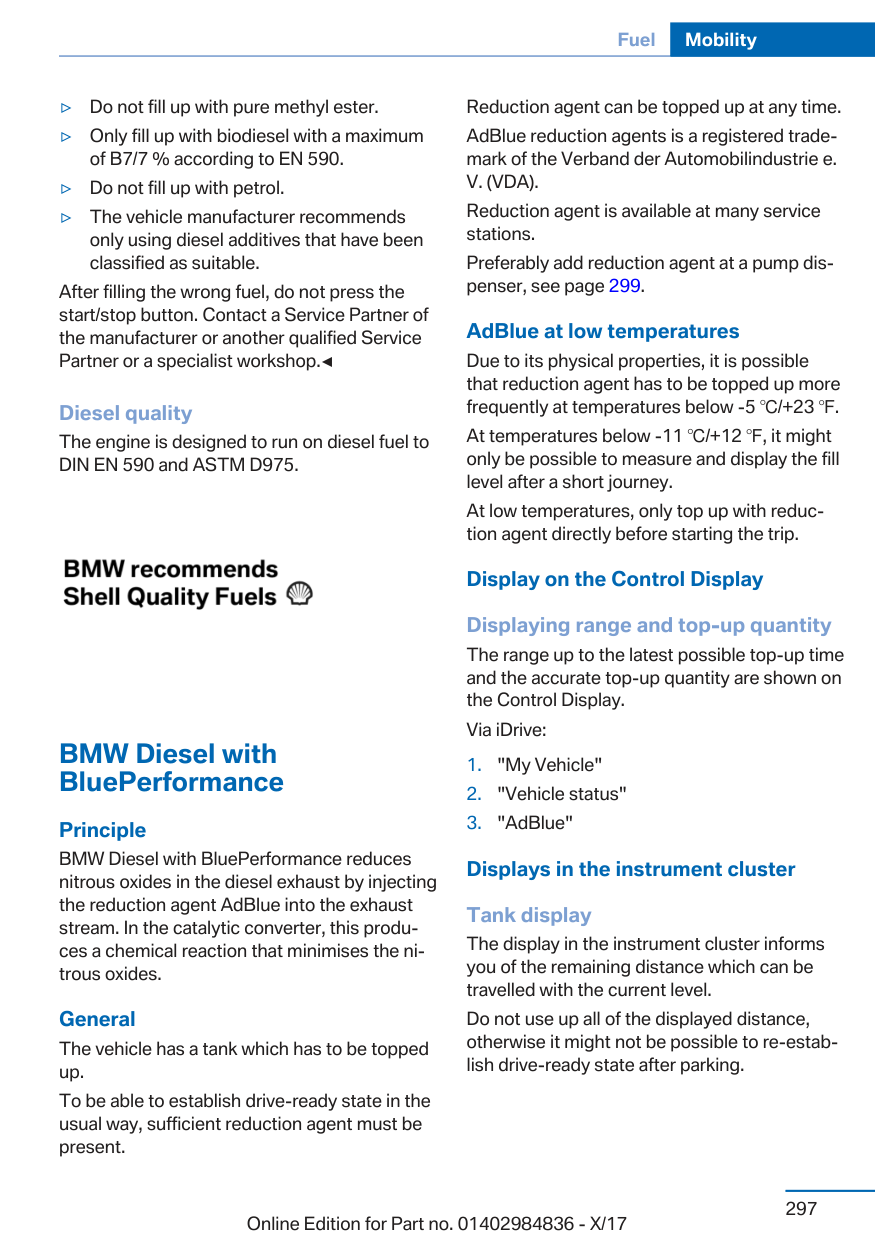 Fuel Mobility
▷ Do not fill up with pure methyl ester.
▷ Only fill up with biodiesel with a maximum
of B7/7 % according to EN 590.
▷ Do not fill up with petrol.
▷ The vehicle manufacturer recommends
only using diesel additives that have been
classified as suitable.
After filling the wrong fuel, do not press the
start/stop button. Contact a Service Partner of
the manufacturer or another qualified Service
Partner or a specialist workshop.◄
Diesel quality
The engine is designed to run on diesel fuel to
DIN EN 590 and ASTM D975.
BMW recommends
Shell Quality Fuels
BMW Diesel with
BluePerformance
Principle
BMW Diesel with BluePerformance reduces
nitrous oxides in the diesel exhaust by injecting
the reduction agent AdBlue into the exhaust
stream. In the catalytic converter, this produ-
ces a chemical reaction that minimises the ni-
trous oxides.
General
The vehicle has a tank which has to be topped
up.
To be able to establish drive-ready state in the
usual way, sufficient reduction agent must be
present.
Reduction agent can be topped up at any time.
AdBlue reduction agents is a registered trade-
mark of the Verband der Automobilindustrie e.
V. (VDA).
Reduction agent is available at many service
stations.
Preferably add reduction agent at a pump dis-
penser, see page 299.
AdBlue at low temperatures
Due to its physical properties, it is possible
that reduction agent has to be topped up more
frequently at temperatures below -5 ℃/+23 ℉.
At temperatures below -11 ℃/+12 ℉, it might
only be possible to measure and display the fill
level after a short journey.
At low temperatures, only top up with reduc-
tion agent directly before starting the trip.
Display on the Control Display
Displaying range and top-up quantity
The range up to the latest possible top-up time
and the accurate top-up quantity are shown on
the Control Display.
Via iDrive:
1. "My Vehicle"
2. "Vehicle status"
3. "AdBlue"
Displays in the instrument cluster
Tank display
The display in the instrument cluster informs
you of the remaining distance which can be
travelled with the current level.
Do not use up all of the displayed distance,
otherwise it might not be possible to re-estab-
lish drive-ready state after parking.
297
Online Edition for Part no. 01402984836 - X/17